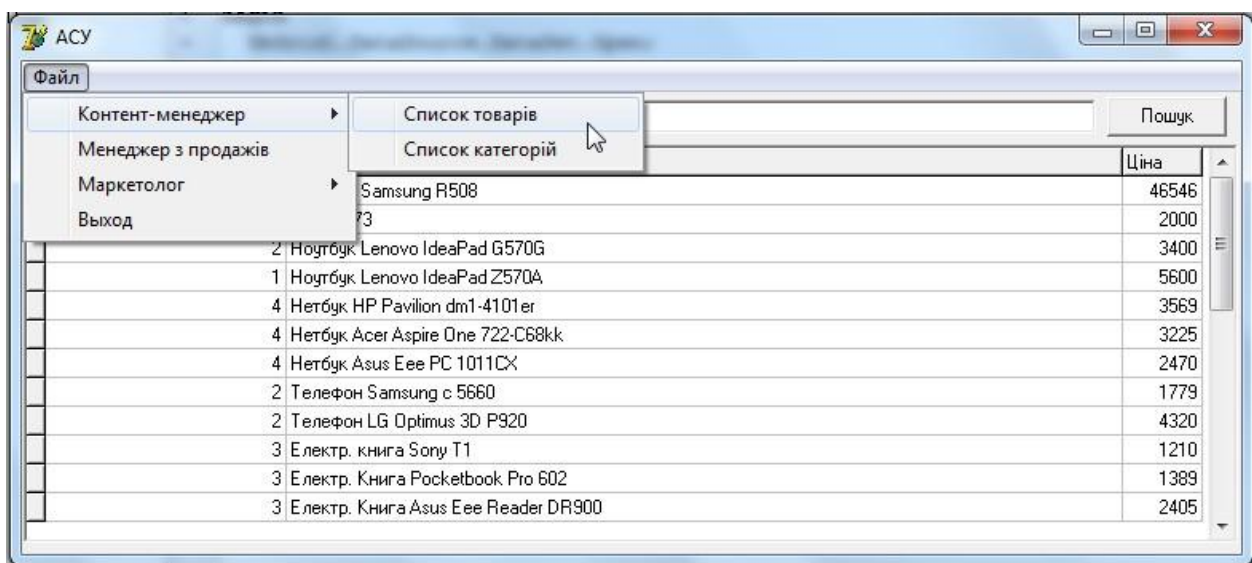 АСУ
Файл
Контент-менеджер
Список товарів
Пошук
Менеджер з продажів
Список категорій
Ціна
Маркетолог
Samsung R508 46546
Выход
73 2000
2 Ноутбук Lenovo IdeaPad G570G 3400
1 Ноутбук Lenovo IdeaPad Z570A 5600
4 Нетбук HP Pavilion dm1-4101er 3569
4 Нетбук Acer Aspire One 722-C68kk 3225
4 Нетбук Asus Eee PC 1011CX 2470
2 Телефон Samsung c 5660 1779
2 Телефон LG Optimus 3D P920 4320
3 Електр. книга Sony T1 1210
3 Електр. Книга Pocketbook Pro 602 1389
3 Електр. Книга Asus Eee Reader DR900 2405